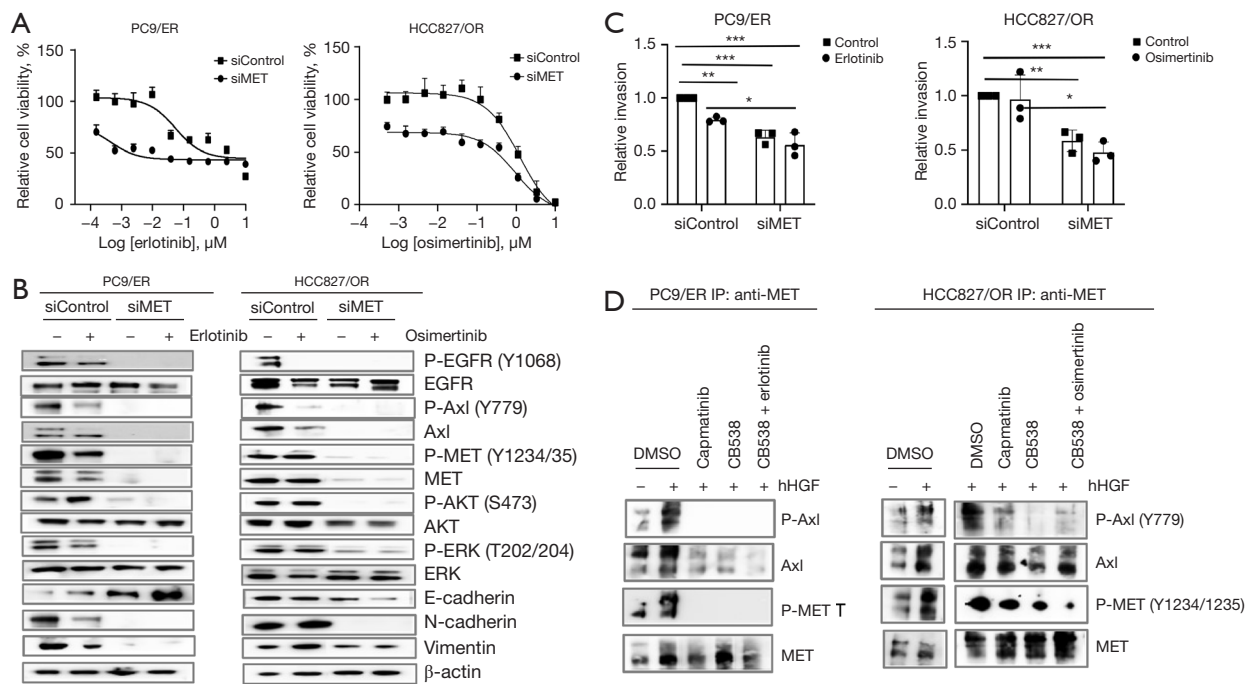 A
PC9/ER
HCC827/OR
Relative cell viability, %
150
100
50
0
siControl
siMET
–4 –3 –2 –1 0 1
Log [erlotinib], μM
Relative cell viability, %
150
100
50
0
siControl
siMET
–3 –2 –1 0 1
Log [osimertinib], μM
C
PC9/ER
HCC827/OR
Relative invasion
1.5
1.0
0.5
0.0
***
***
**
*
Control
Erlotinib
siControl siMET
Relative invasion
1.5
1.0
0.5
0.0
***
**
*
Control
Osimertinib
siControl siMET
B
PC9/ER
HCC827/OR
siControl siMET
siControl siMET
– + – + Erlotinib
– + – + Osimertinib
P-EGFR (Y1068)
EGFR
P-Axl (Y779)
Axl
P-MET (Y1234/35)
MET
P-AKT (S473)
AKT
P-ERK (T202/204)
ERK
E-cadherin
N-cadherin
Vimentin
β-actin
D
PC9/ER IP: anti-MET
HCC827/OR IP: anti-MET
DMSO
Capmatinib
CB538
CB538 + erlotinib
– + + + + hHGF
P-Axl
Axl
P-MET T
MET
DMSO
DMSO
Capmatinib
CB538
CB538 + osimertinib
– + + + + + hHGF
P-Axl (Y779)
Axl
P-MET (Y1234/1235)
MET